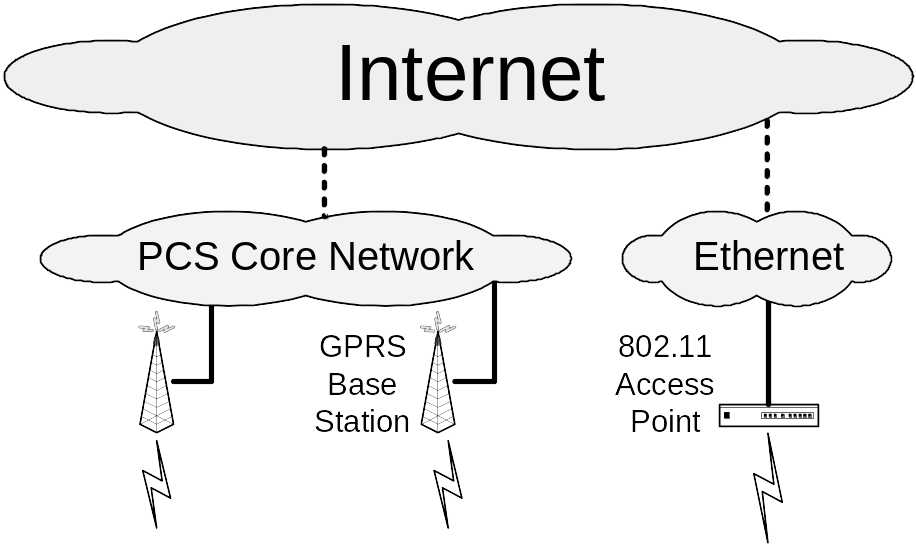 Internet
PCS Core Network
Ethernet
GPRS
Base
Station
802.11
Access
Point